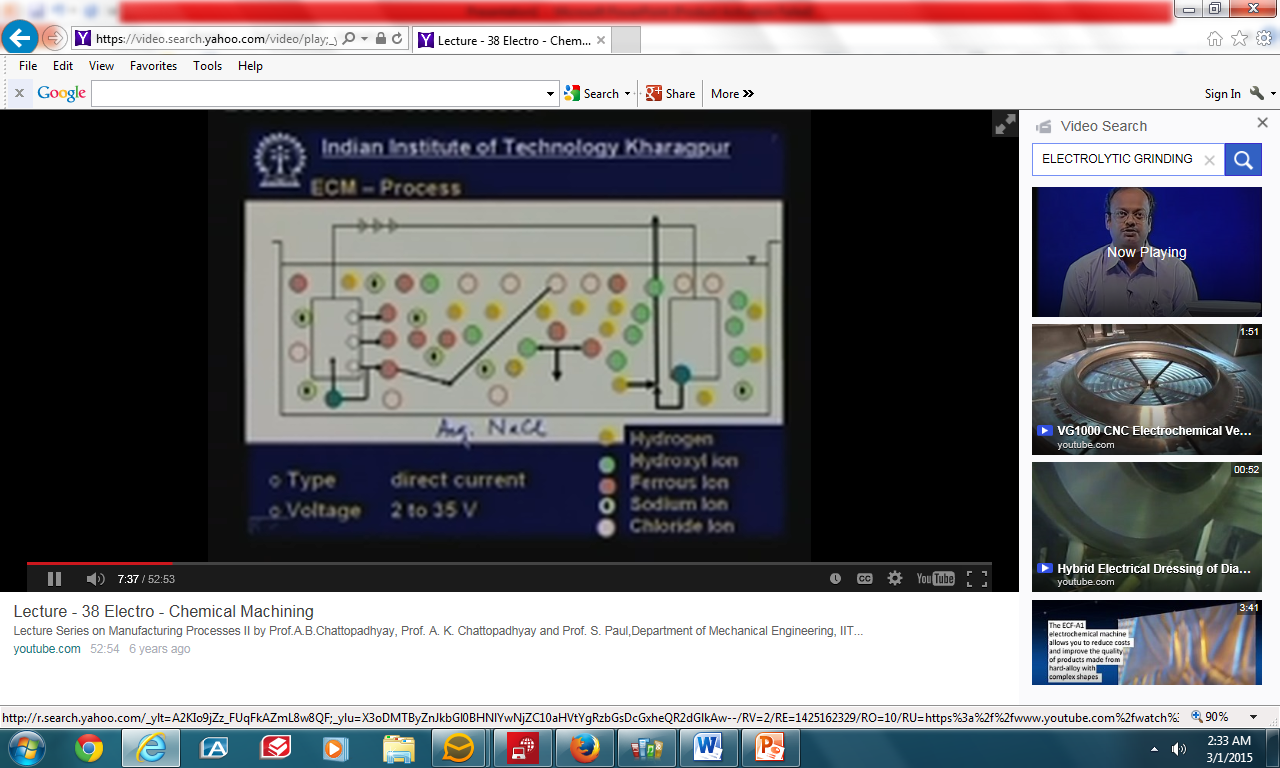 https://video.search.yahoo.com/video/play;_
Lecture - 38 Electro - Chem...
File Edit View Favorites Tools Help
x Google Search Share More »
Sign In
Indian Institute of Technology Kharagpur
ECM – Process
Aq. NaCl
Type direct current
Voltage 2 to 35 V
Hydrogen
Hydroxyl ion
Ferrous Ion
Sodium Ion
Chloride Ion
7:37 / 52:53
CC
YouTube
Lecture - 38 Electro - Chemical Machining
Lecture Series on Manufacturing Processes II by Prof.A.B.Chattopadhyay, Prof. A. K. Chattopadhyay and Prof. S. Paul,Department of Mechanical Engineering, IIT...
youtube.com 52:54 6 years ago
Video Search
ELECTROLYTIC GRINDING
Now Playing
1:51
VG1000 CNC Electrochemical Ve...
youtube.com
00:52
Hybrid Electrical Dressing of Dia...
youtube.com
3:41
The ECF-A1
electrochemical machine
allows you to reduce costs
and improve the quality
of products made from
hard-alloy with
complex shapes
90%
2:33 AM
3/1/2015